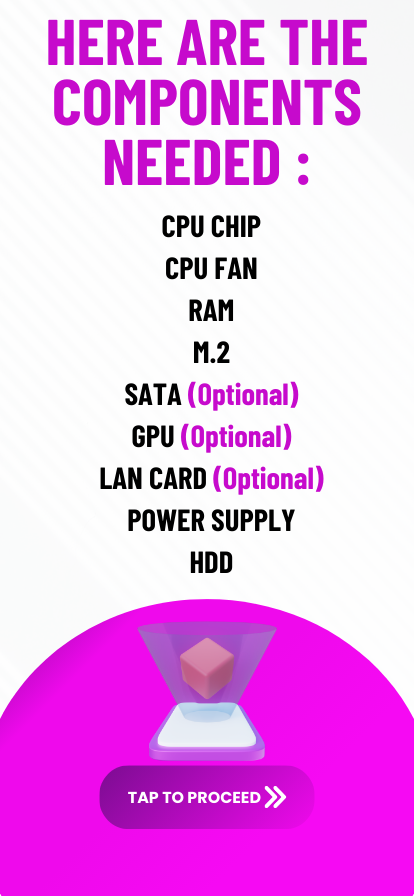 HERE ARE THE
COMPONENTS
NEEDED :
CPU CHIP
CPU FAN
RAM
M.2
SATA (Optional)
GPU (Optional)
LAN CARD (Optional)
POWER SUPPLY
HDD
TAP TO PROCEED